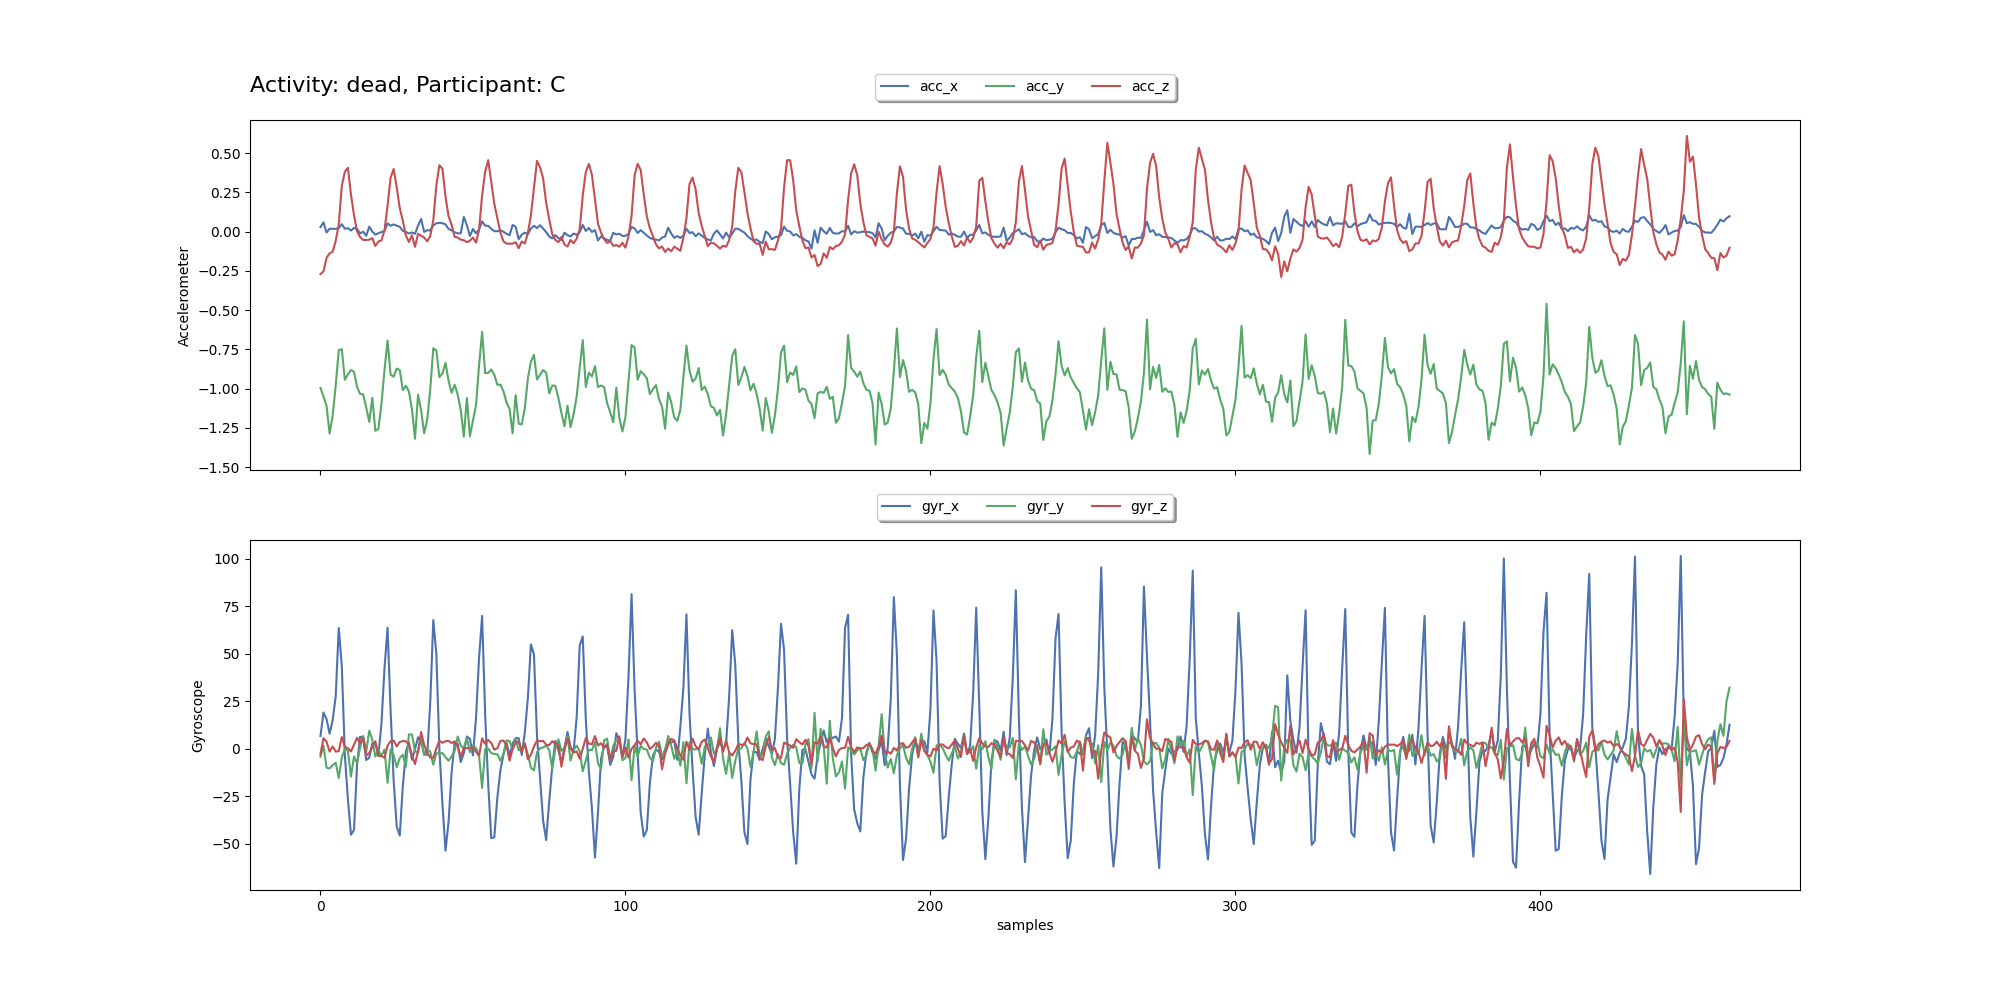 Activity: dead, Participant: C
acc_x acc_y acc_z
0.50
0.25
0.00
−0.25
−0.50
−0.75
−1.00
−1.25
−1.50
Accelerometer
gyr_x gyr_y gyr_z
100
75
50
25
0
−25
−50
Gyroscope
0 100 200 300 400
samples